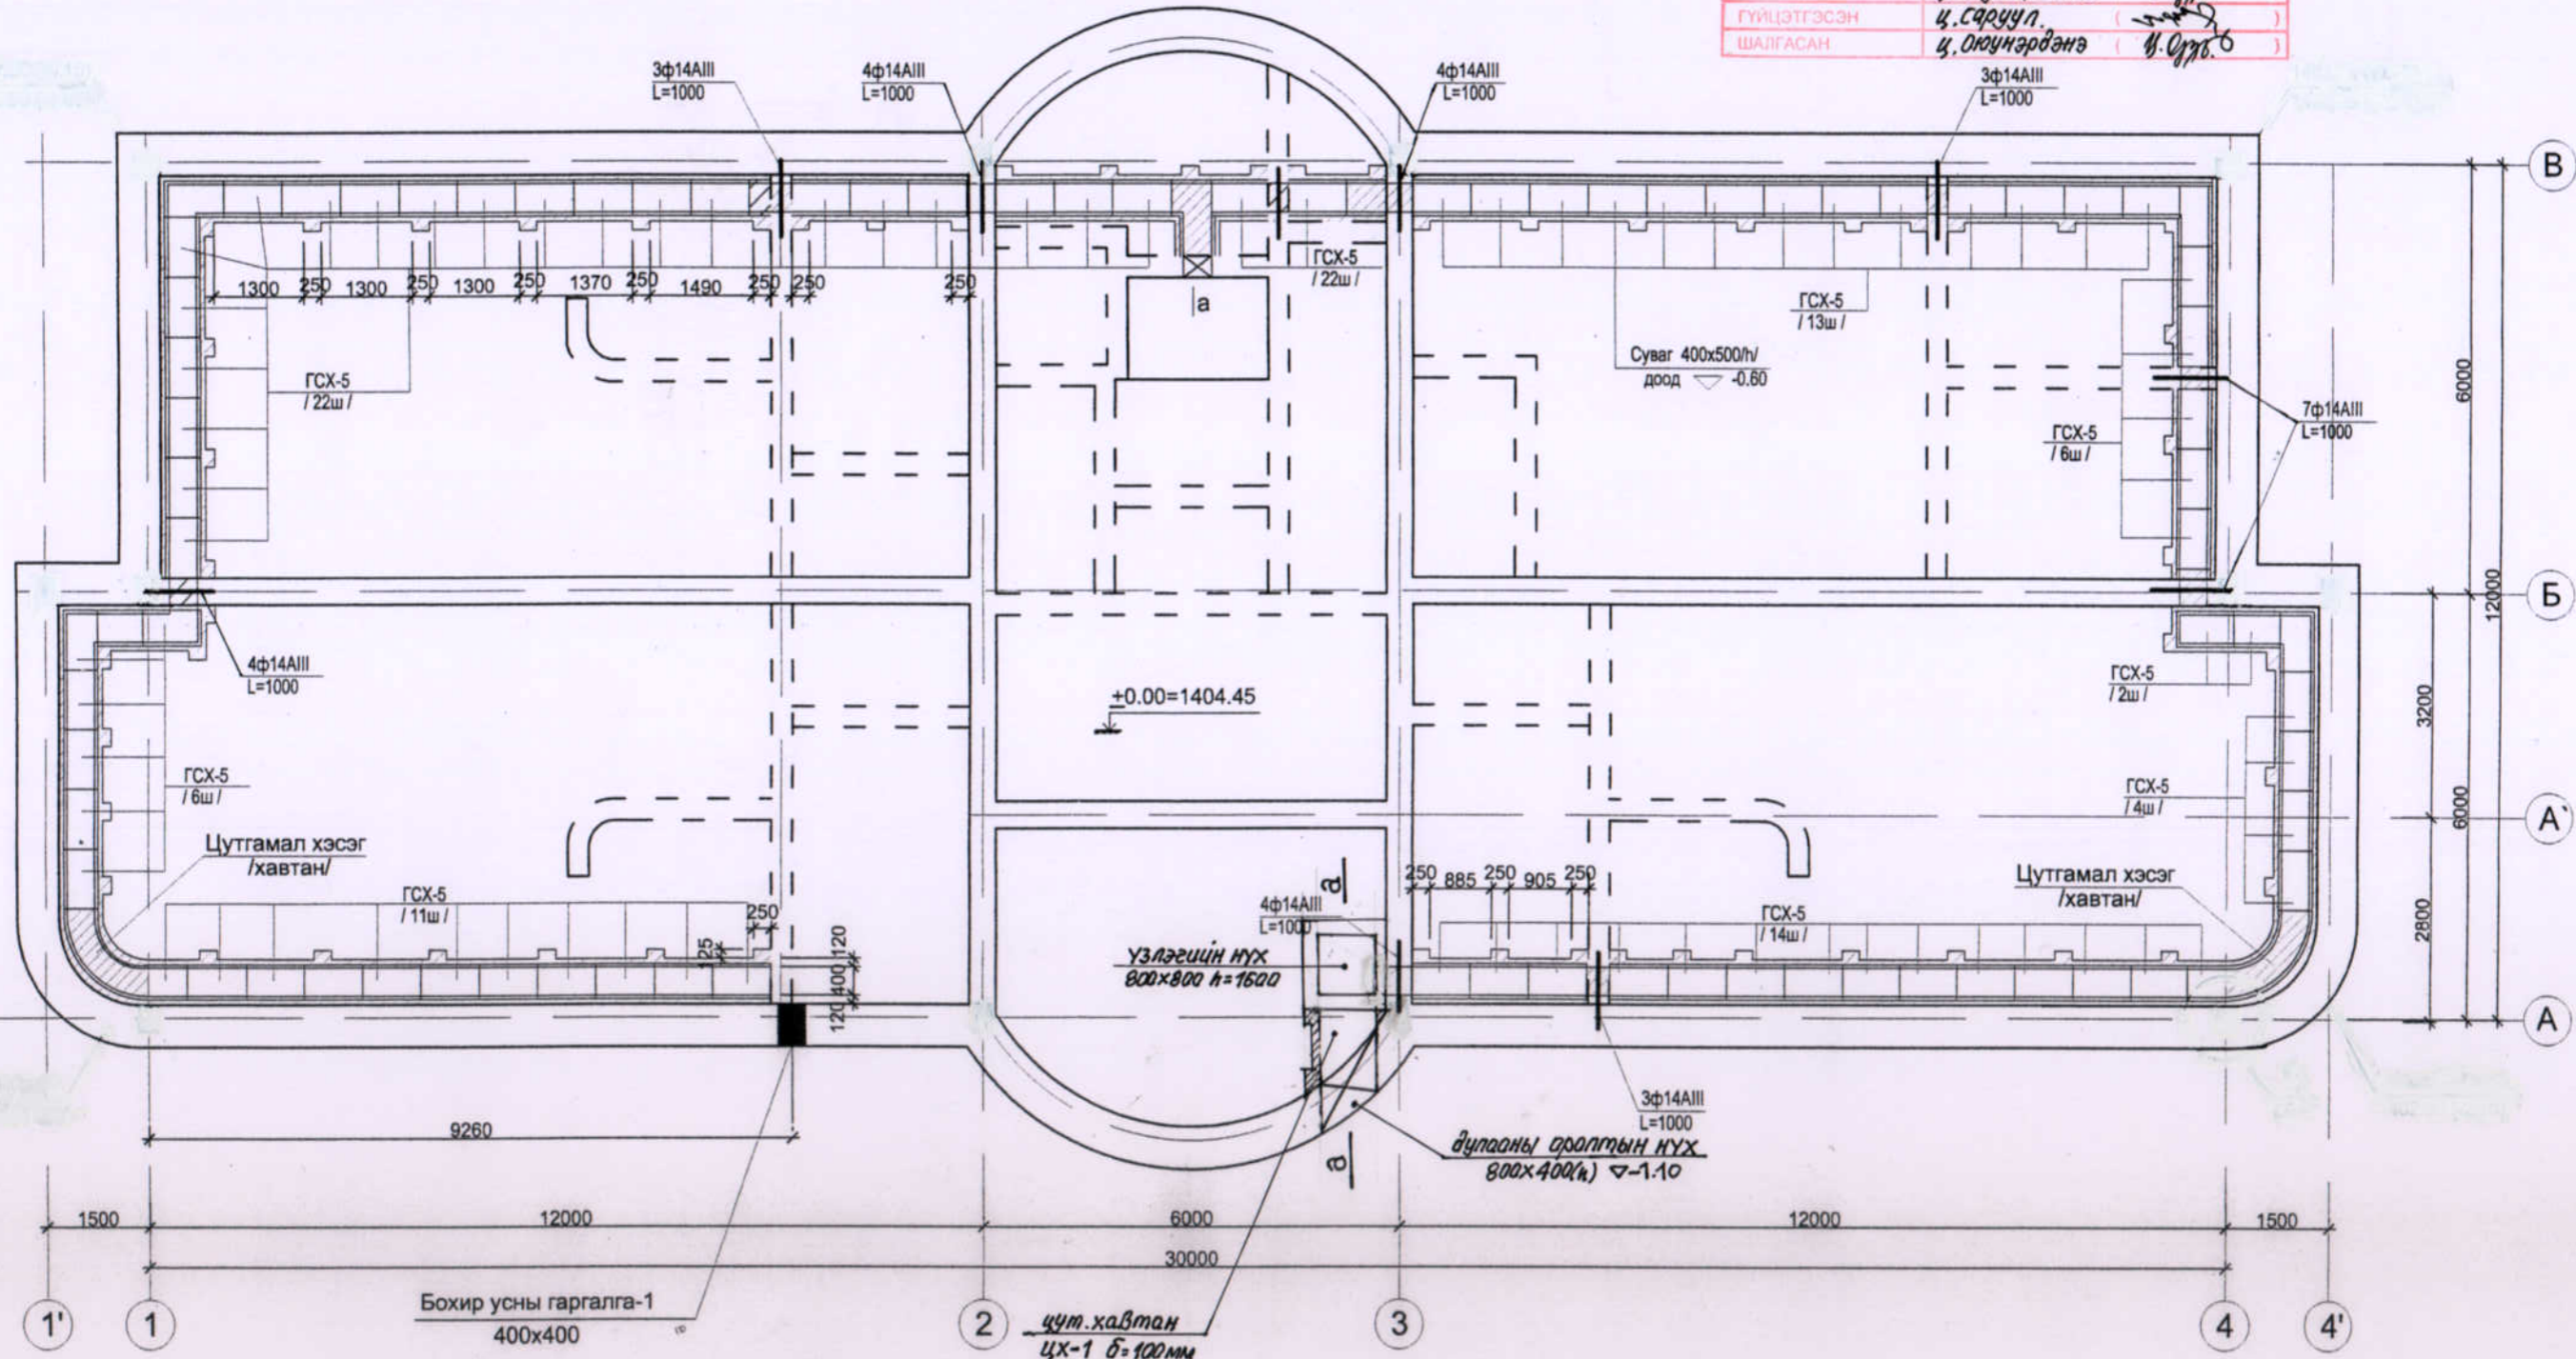 ГҮЙЦЭТГЭСЭН Ц.Саруул. ( )
ШАЛГАСАН Ц.Оюунэрдэнэ ( )
3ф14АIII
L=1000
4ф14АIII
L=1000
4ф14АIII
L=1000
3ф14АIII
L=1000
В
1300 250 1300 250 1300 250 1370 250 1490 250 250 250
ГСХ-5
/ 22ш /
а
ГСХ-5
/ 13ш /
Суваг 400х500/h/
доод -0.60
ГСХ-5
/ 22ш /
ГСХ-5
/ 6ш /
7ф14АIII
L=1000
6000
12000
Б
4ф14АIII
L=1000
±0.00=1404.45
ГСХ-5
/ 2ш /
3200
ГСХ-5
/ 6ш /
ГСХ-5
/ 4ш /
6000
А'
Цутгамал хэсэг
/хавтан/
ГСХ-5
/ 11ш /
250
125
120 400 120
4ф14АIII
L=1000
а
250 885 250 905 250
ГСХ-5
/ 14ш /
Цутгамал хэсэг
/хавтан/
2800
Үзлэгийн нүх
800х800 h=1600
А
3ф14АIII
L=1000
9260
дулааны оролтын нүх
800х400(h) -1.10
а
1500 12000 6000 12000 1500
30000
Бохир усны гаргалга-1
400х400
1' 1 2 3 4 4'
цут.хавтан
ЦХ-1 б=100мм